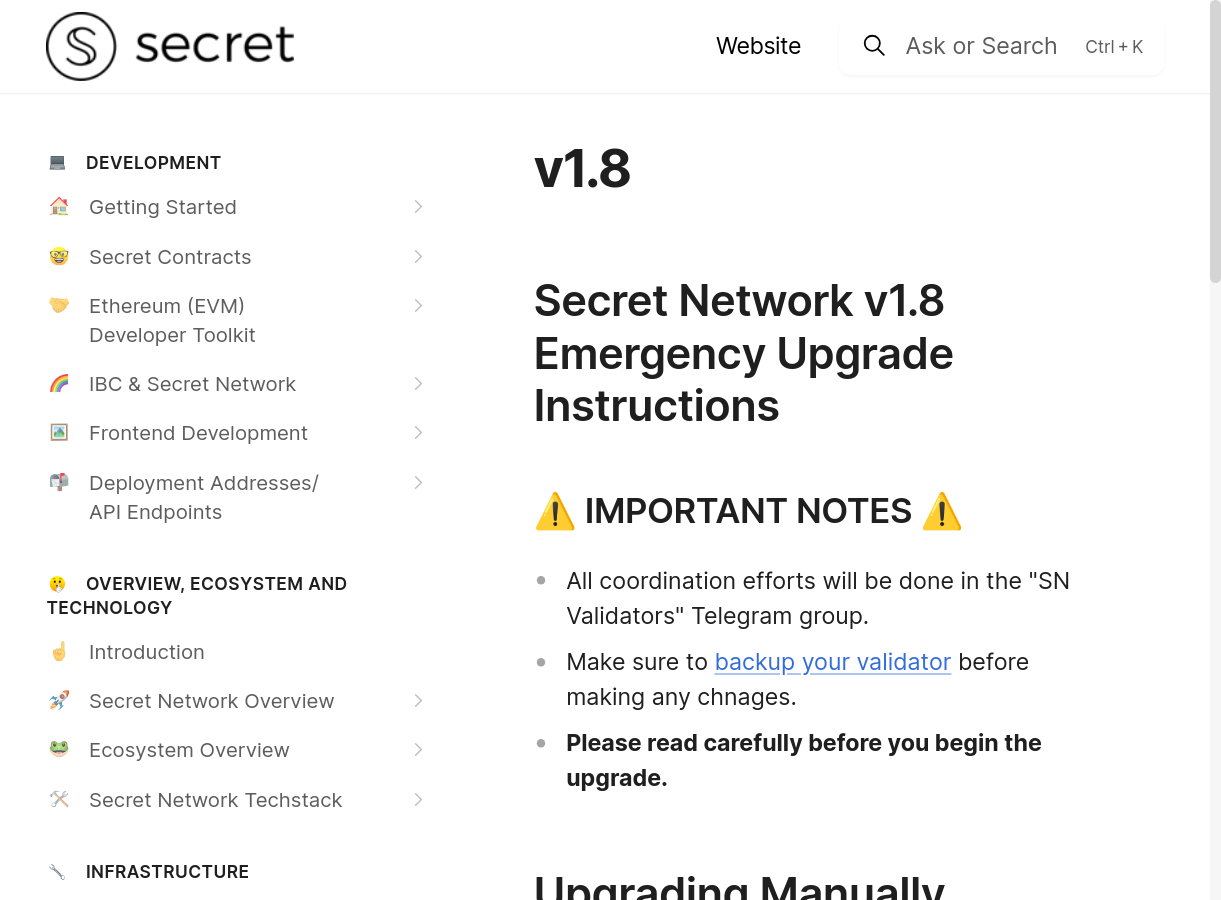 secret
Website
Ask or Search
Ctrl + K
DEVELOPMENT
Getting Started
Secret Contracts
Ethereum (EVM)
Developer Toolkit
IBC & Secret Network
Frontend Development
Deployment Addresses/
API Endpoints
OVERVIEW, ECOSYSTEM AND
TECHNOLOGY
Introduction
Secret Network Overview
Ecosystem Overview
Secret Network Techstack
INFRASTRUCTURE
v1.8
Secret Network v1.8
Emergency Upgrade
Instructions
⚠️ IMPORTANT NOTES ⚠️
All coordination efforts will be done in the "SN
Validators" Telegram group.
Make sure to backup your validator before
making any chnages.
Please read carefully before you begin the
upgrade.
Upgrading Manually